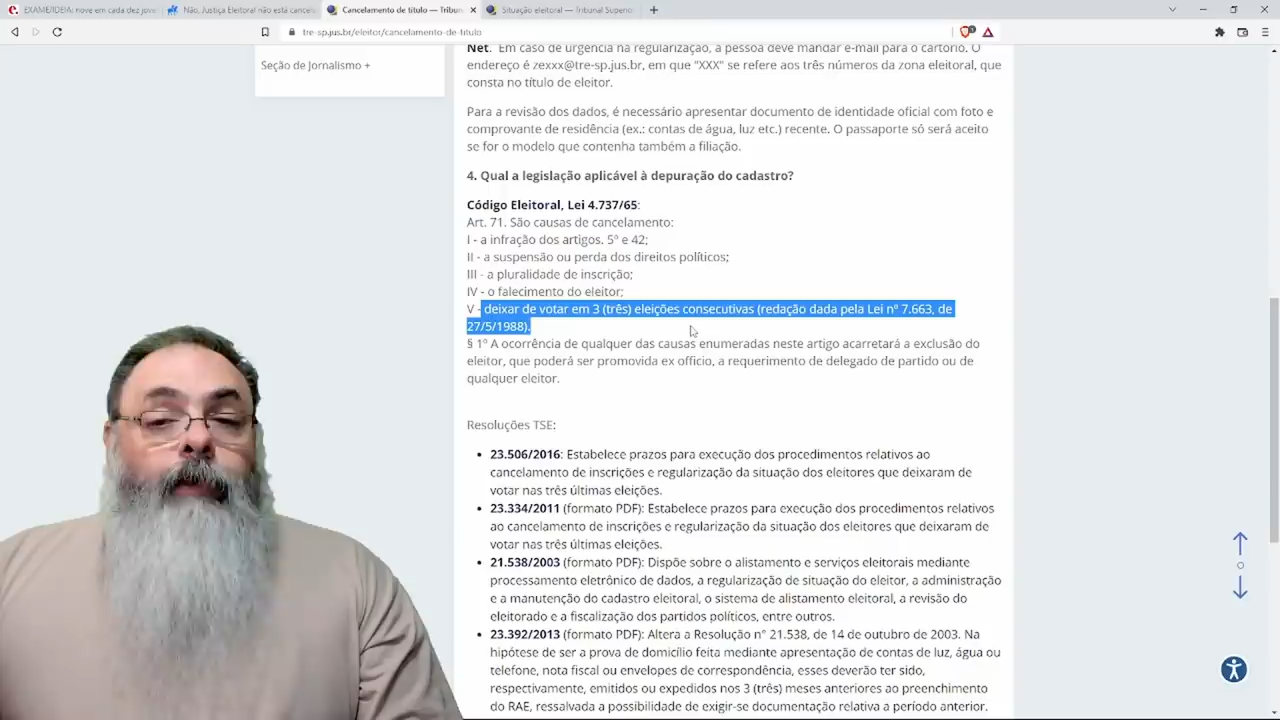 EXAME/IDEIA: nove em cada dez jove
Não, Justiça Eleitoral não está cancela
Cancelamento de título — Tribunal
Situação eleitoral — Tribunal Superio
tre-sp.jus.br/eleitor/cancelamento-de-titulo
Seção de Jornalismo +
Net. Em caso de urgência na regularização, a pessoa deve mandar e-mail para o cartório. O
endereço é zexxx@tre-sp.jus.br, em que "XXX" se refere aos três números da zona eleitoral, que
consta no título de eleitor.
Para a revisão dos dados, é necessário apresentar documento de identidade oficial com foto e
comprovante de residência (ex.: contas de água, luz etc.) recente. O passaporte só será aceito
se for o modelo que contenha também a filiação.
4. Qual a legislação aplicável à depuração do cadastro?
Código Eleitoral, Lei 4.737/65:
Art. 71. São causas de cancelamento:
I - a infração dos artigos. 5º e 42;
II - a suspensão ou perda dos direitos políticos;
III - a pluralidade de inscrição;
IV - o falecimento do eleitor;
V - deixar de votar em 3 (três) eleições consecutivas (redação dada pela Lei nº 7.663, de
27/5/1988).
§ 1º A ocorrência de qualquer das causas enumeradas neste artigo acarretará a exclusão do
eleitor, que poderá ser promovida ex officio, a requerimento de delegado de partido ou de
qualquer eleitor.
Resoluções TSE:
• 23.506/2016: Estabelece prazos para execução dos procedimentos relativos ao
cancelamento de inscrições e regularização da situação dos eleitores que deixaram de
votar nas três últimas eleições.
• 23.334/2011 (formato PDF): Estabelece prazos para execução dos procedimentos relativos
ao cancelamento de inscrições e regularização da situação dos eleitores que deixaram de
votar nas três últimas eleições.
• 21.538/2003 (formato PDF): Dispõe sobre o alistamento e serviços eleitorais mediante
processamento eletrônico de dados, a regularização de situação do eleitor, a administração
e a manutenção do cadastro eleitoral, o sistema de alistamento eleitoral, a revisão do
eleitorado e a fiscalização dos partidos políticos, entre outros.
• 23.392/2013 (formato PDF): Altera a Resolução n° 21.538, de 14 de outubro de 2003. Na
hipótese de ser a prova de domicílio feita mediante apresentação de contas de luz, água ou
telefone, nota fiscal ou envelopes de correspondência, esses deverão ter sido,
respectivamente, emitidos ou expedidos nos 3 (três) meses anteriores ao preenchimento
do RAE, ressalvada a possibilidade de exigir-se documentação relativa a período anterior.